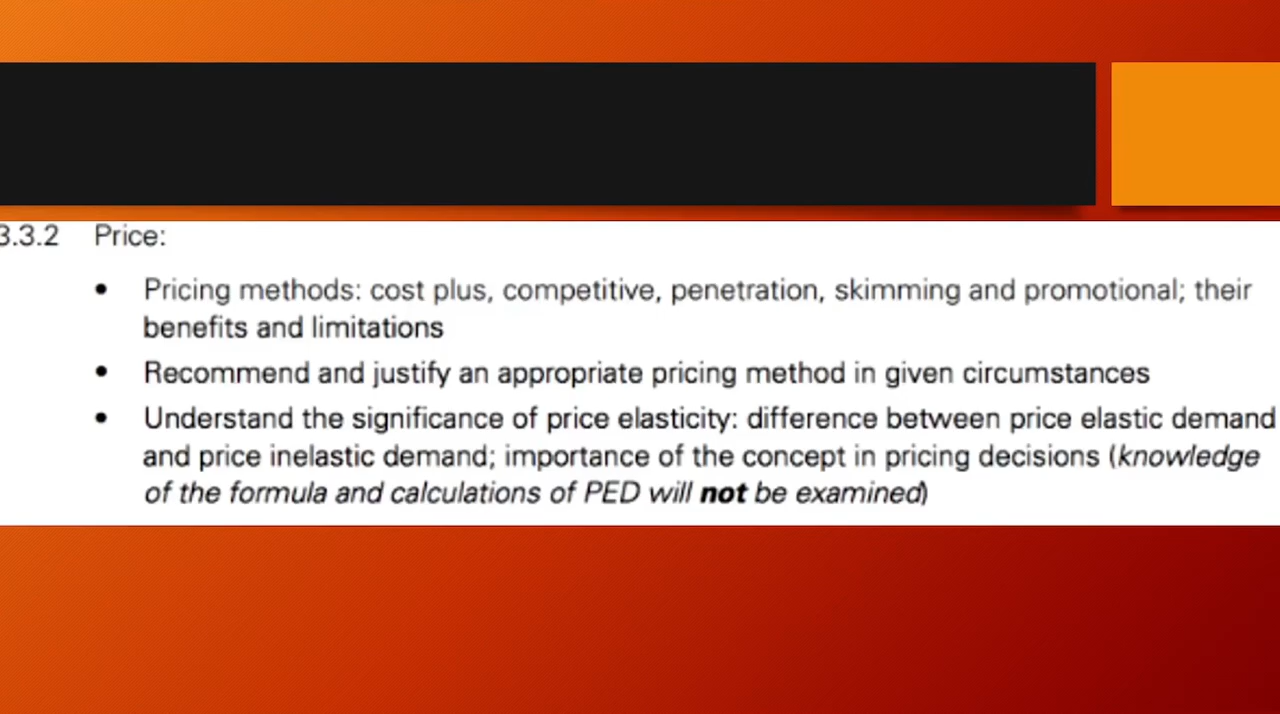 3.3.2 Price:
• Pricing methods: cost plus, competitive, penetration, skimming and promotional; their
benefits and limitations
• Recommend and justify an appropriate pricing method in given circumstances
• Understand the significance of price elasticity: difference between price elastic demand
and price inelastic demand; importance of the concept in pricing decisions (knowledge
of the formula and calculations of PED will not be examined)